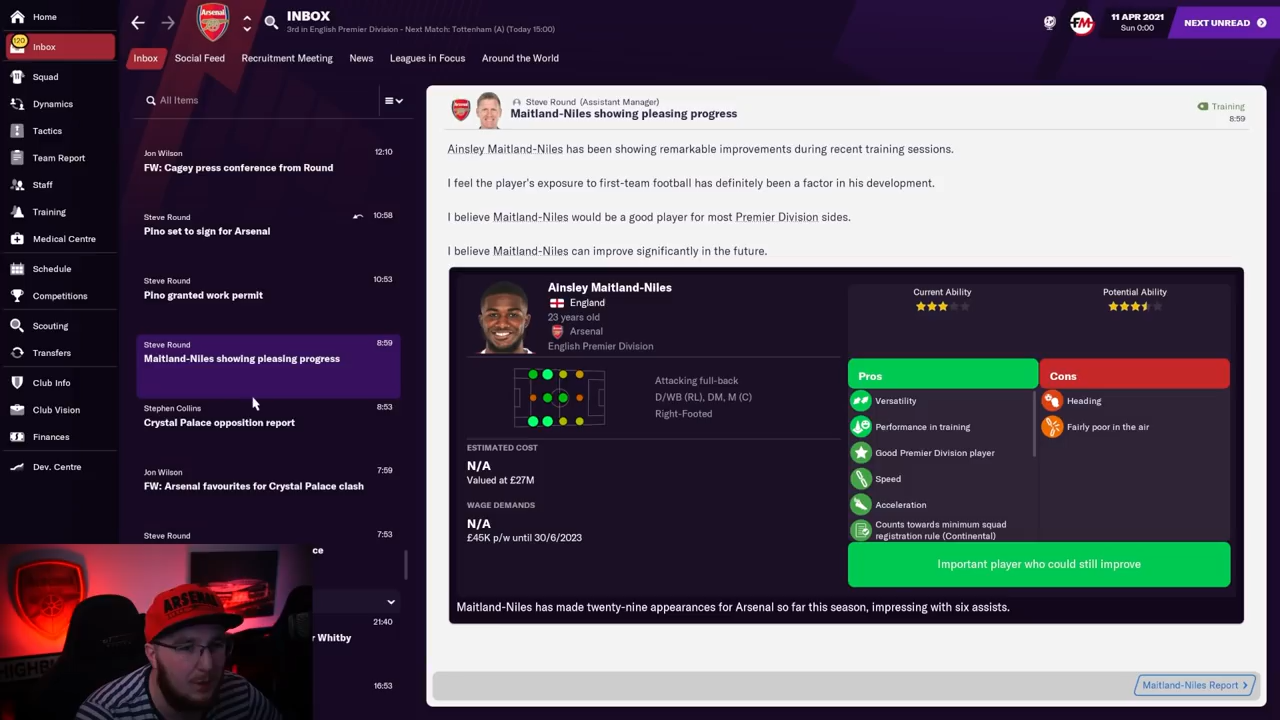 Home
120
Inbox
Squad
Dynamics
Tactics
Team Report
Staff
Training
Medical Centre
Schedule
Competitions
Scouting
Transfers
Club Info
Club Vision
Finances
Dev. Centre
Arsenal
INBOX
3rd in English Premier Division - Next Match: Tottenham (A) (Today 15:00)
FM
11 APR 2021
Sun 0:00
NEXT UNREAD
Inbox
Social Feed
Recruitment Meeting
News
Leagues in Focus
Around the World
All Items
Jon Wilson
12:10
FW: Cagey press conference from Round
Steve Round
10:58
Pino set to sign for Arsenal
Steve Round
10:53
Pino granted work permit
Steve Round
8:59
Maitland-Niles showing pleasing progress
Stephen Collins
8:53
Crystal Palace opposition report
Jon Wilson
7:59
FW: Arsenal favourites for Crystal Palace clash
Steve Round
7:53
ce
21:40
r Whitby
16:53
Steve Round (Assistant Manager)
Maitland-Niles showing pleasing progress
Training
8:59
Ainsley Maitland-Niles has been showing remarkable improvements during recent training sessions.
I feel the player's exposure to first-team football has definitely been a factor in his development.
I believe Maitland-Niles would be a good player for most Premier Division sides.
I believe Maitland-Niles can improve significantly in the future.
Ainsley Maitland-Niles
England
23 years old
Arsenal
English Premier Division
Current Ability
Potential Ability
Attacking full-back
D/WB (RL), DM, M (C)
Right-Footed
ESTIMATED COST
N/A
Valued at £27M
WAGE DEMANDS
N/A
£45K p/w until 30/6/2023
Pros
Versatility
Performance in training
Good Premier Division player
Speed
Acceleration
Counts towards minimum squad
registration rule (Continental)
Cons
Heading
Fairly poor in the air
Important player who could still improve
Maitland-Niles has made twenty-nine appearances for Arsenal so far this season, impressing with six assists.
Maitland-Niles Report
ARSENAL
HIGHBU